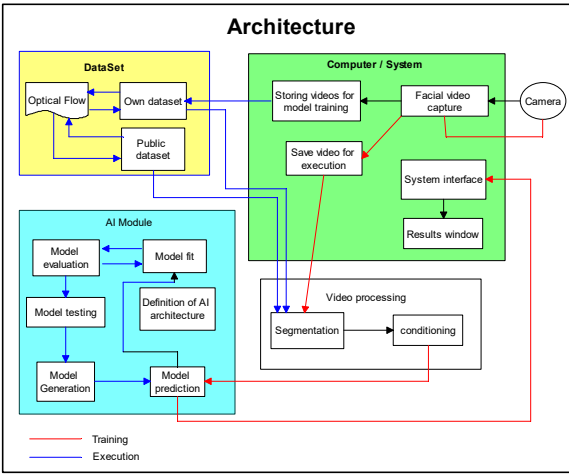 Architecture
DataSet
Optical Flow
Own dataset
Public
dataset
Computer / System
Storing videos for
model training
Facial video
capture
Camera
Save video for
execution
System interface
Results window
AI Module
Model
evaluation
Model fit
Model testing
Definition of AI
architecture
Model
Generation
Model
prediction
Video processing
Segmentation
conditioning
Training
Execution